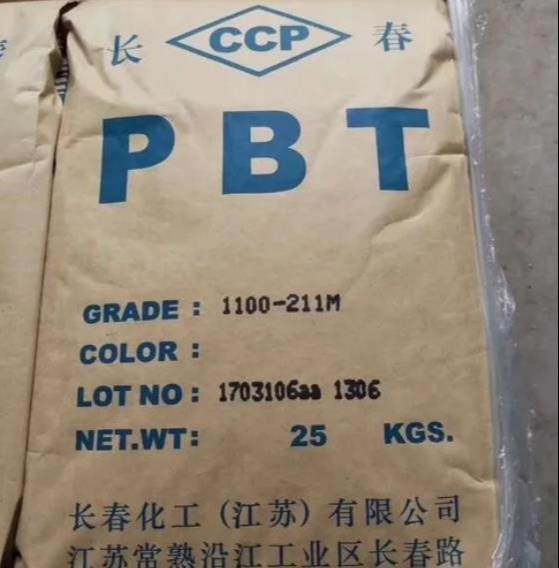 长 CCP 春
PBT
GRADE : 1100-211M
COLOR :
LOT NO : 1703106aa 1306
NET.WT: 25 KGS.
长春化工(江苏)有限公司
江苏常熟沿江工业区长春路